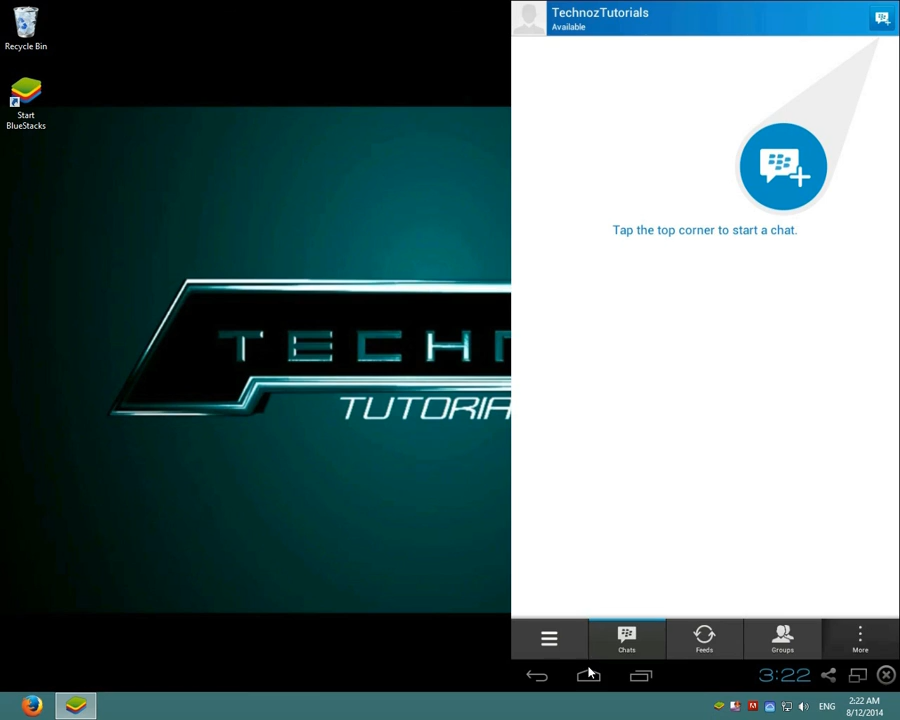 Recycle Bin
Start
BlueStacks
TECH
TUTORIA
TechnozTutorials
Available
Tap the top corner to start a chat.
Chats
Feeds
Groups
More
3:22
ENG
2:22 AM
8/12/2014